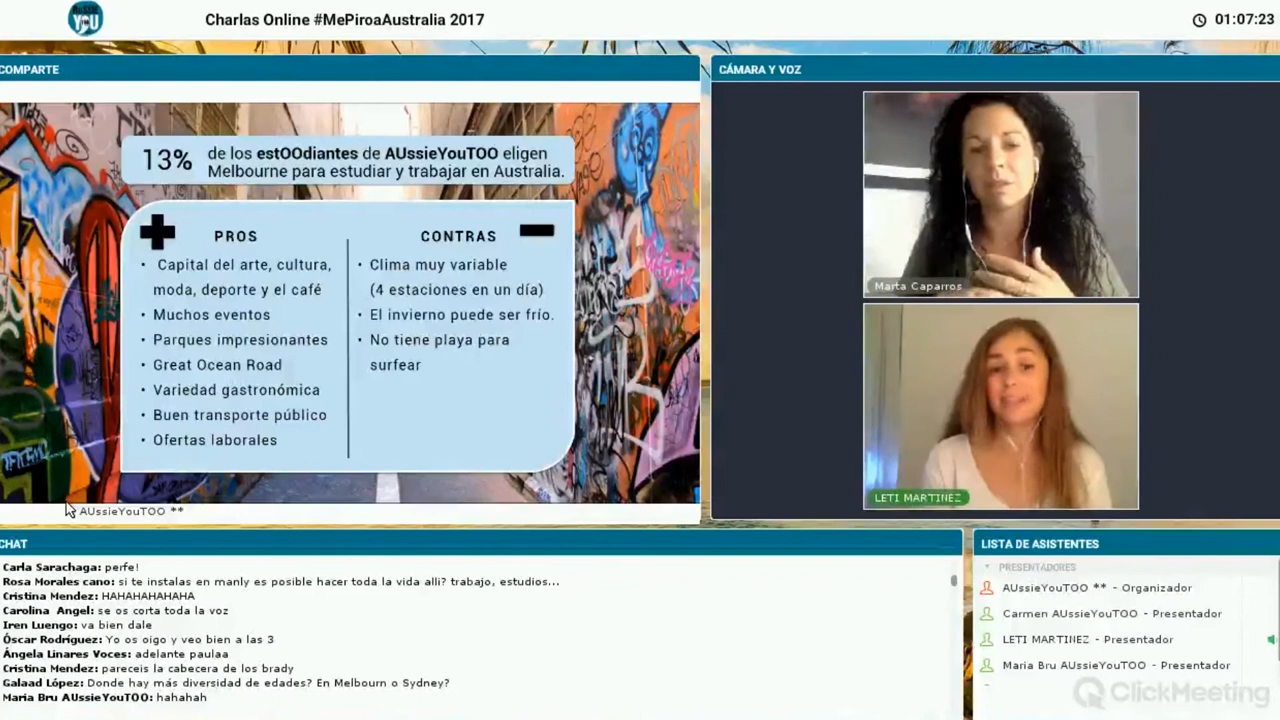 AUSSIE
YOU
Charlas Online #MePiroaAustralia 2017
01:07:23
COMPARTE
CÁMARA Y VOZ
13%
de los estOOdiantes de AUssieYouTOO eligen
Melbourne para estudiar y trabajar en Australia.
PROS
CONTRAS
• Capital del arte, cultura,
moda, deporte y el café
• Muchos eventos
• Parques impresionantes
• Great Ocean Road
• Variedad gastronómica
• Buen transporte público
• Ofertas laborales
• Clima muy variable
(4 estaciones en un día)
• El invierno puede ser frío.
• No tiene playa para
surfear
Marta Caparros
LETI MARTINEZ
AUssieYouTOO **
CHAT
Carla Sarachaga: perfe!
Rosa Morales cano: si te instalas en manly es posible hacer toda la vida alli? trabajo, estudios...
Cristina Mendez: HAHAHAHAHAHA
Carolina Angel: se os corta toda la voz
Iren Luengo: va bien dale
Óscar Rodríguez: Yo os oigo y veo bien a las 3
Ángela Linares Voces: adelante paulaa
Cristina Mendez: pareceis la cabecera de los brady
Galaad López: Donde hay más diversidad de edades? En Melbourn o Sydney?
Maria Bru AUssieYouTOO: hahahah
LISTA DE ASISTENTES
PRESENTADORES
AUssieYouTOO ** - Organizador
Carmen AUssieYouTOO - Presentador
LETI MARTINEZ - Presentador
Maria Bru AUssieYouTOO - Presentador
ClickMeeting